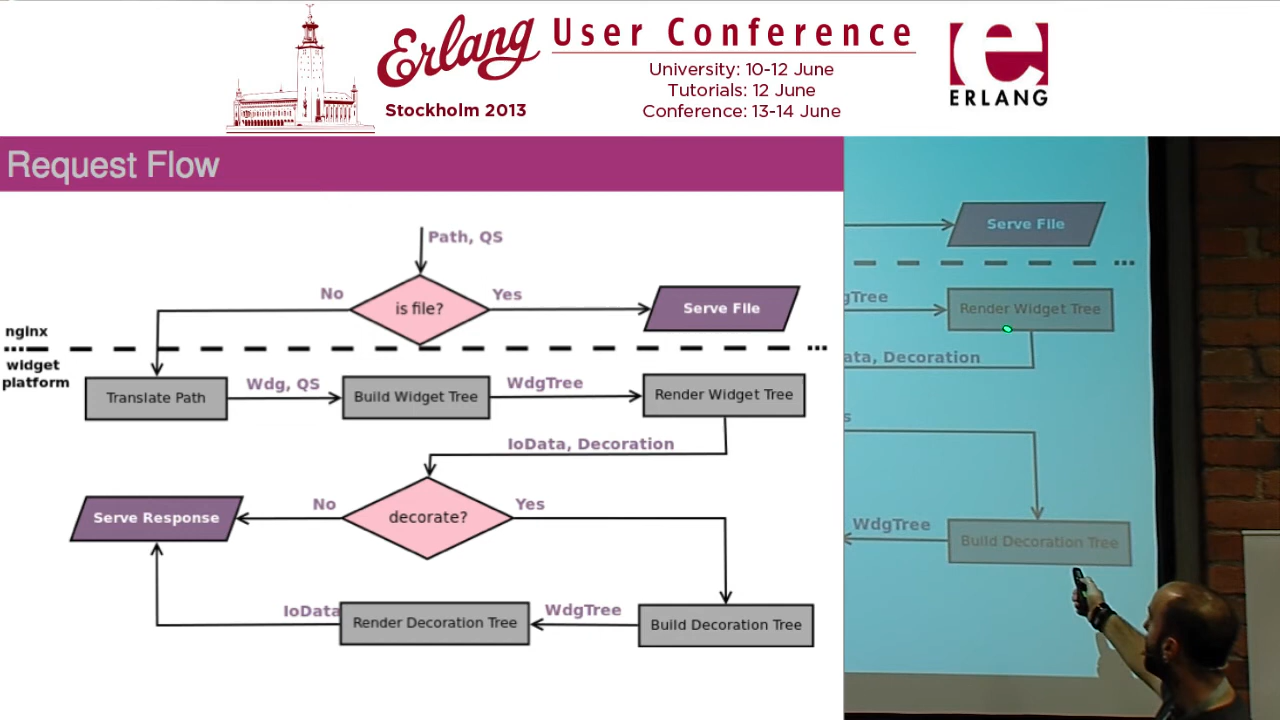 Erlang
User Conference
Stockholm 2013
University: 10-12 June
Tutorials: 12 June
Conference: 13-14 June
ERLANG
Request Flow
Path, QS
is file?
No
Yes
Serve File
nginx
widget
platform
Translate Path
Wdg, QS
Build Widget Tree
WdgTree
Render Widget Tree
IoData, Decoration
decorate?
No
Yes
Serve Response
IoData
Render Decoration Tree
WdgTree
Build Decoration Tree
Serve File
gTree
Render Widget Tree
ata, Decoration
s
WdgTree
Build Decoration Tree